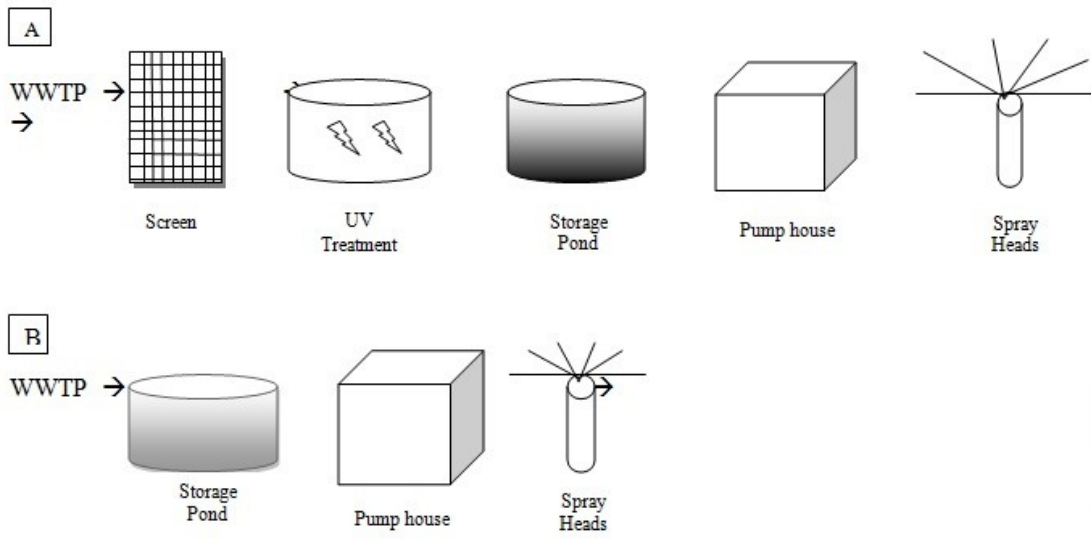 A
WWTP →
→
Screen
UV
Treatment
Storage
Pond
Pump house
Spray
Heads
B
WWTP →
Storage
Pond
Pump house
Spray
Heads